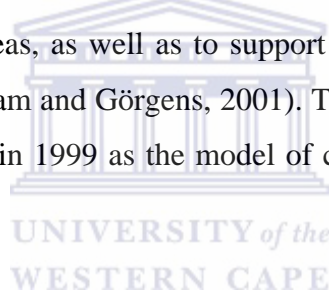 eas, as well as to support
am and Görgens, 2001). T
in 1999 as the model of c
UNIVERSITY of the
WESTERN CAPE